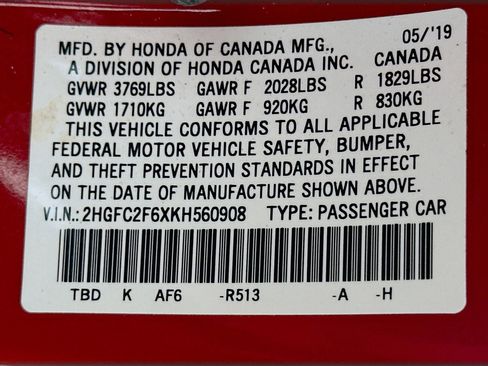 05/'19
MFD. BY HONDA OF CANADA MFG., CANADA
A DIVISION OF HONDA CANADA INC.
GVWR 3769LBS GAWR F 2028LBS R 1829LBS
GVWR 1710KG GAWR F 920KG R 830KG
THIS VEHICLE CONFORMS TO ALL APPLICABLE
FEDERAL MOTOR VEHICLE SAFETY, BUMPER,
AND THEFT PREVENTION STANDARDS IN EFFECT
ON THE DATE OF MANUFACTURE SHOWN ABOVE.
V.I.N.: 2HGFC2F6XKH560908 TYPE: PASSENGER CAR
TBD K AF6 -R513 -A -H